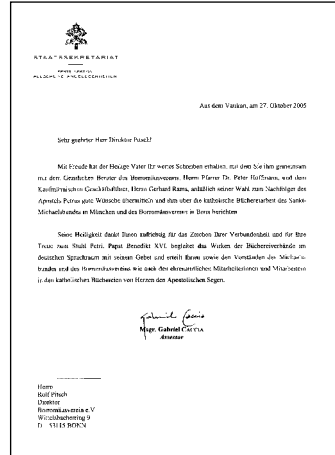 STAATSSEKRETARIAT
Aus dem Vatikan, am 27. Oktober 2005
Sehr geehrter Herr Direktor Pitsch!
Mit Freude hat der Heilige Vater Ihr wertes Schreiben erhalten, mit dem Sie ihm gemeinsam
mit dem Geistlichen Berater des Borromäusvereins, Herrn Pfarrer Dr. Peter Hoffmann, und dem
Kaufmännischen Geschäftsführer, Herrn Gerhard Rama, anläßlich seiner Wahl zum Nachfolger des
Apostels Petrus gute Wünsche übermitteln und ihm über die katholische Büchereiarbeit des Sankt-
Michaelsbundes in München und des Borromäusvereins in Bonn berichten.
Seine Heiligkeit dankt Ihnen aufrichtig für das Zeichen Ihrer Verbundenheit und für Ihre
Treue zum Stuhl Petri. Papst Benedikt XVI. begleitet das Wirken der Büchereiverbände im
deutschen Sprachraum mit seinem Gebet und erteilt Ihnen sowie den Vorständen des Michaels-
bundes und des Borromäusvereins wie auch den ehrenamtlichen Mitarbeiterinnen und Mitarbeitern
in den katholischen Büchereien von Herzen den Apostolischen Segen.
Gabriel Caccia
Msgr. Gabriel CACCIA
Assessor
Herrn
Rolf Pitsch
Direktor
Borromäusverein e.V.
Wittelsbacherring 9
D - 53115 BONN